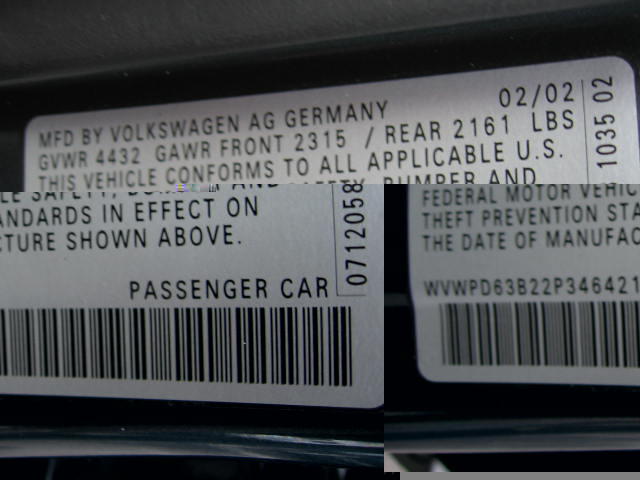 MFD BY VOLKSWAGEN AG GERMANY 02/02
GVWR 4432 GAWR FRONT 2315 / REAR 2161 LBS
THIS VEHICLE CONFORMS TO ALL APPLICABLE U.S.
BUMPER AND
1035 02
ANDARDS IN EFFECT ON
CTURE SHOWN ABOVE.
PASSENGER CAR
0712058
FEDERAL MOTOR VEHIC
THEFT PREVENTION STA
THE DATE OF MANUFAC
WVWPD63B22P346421